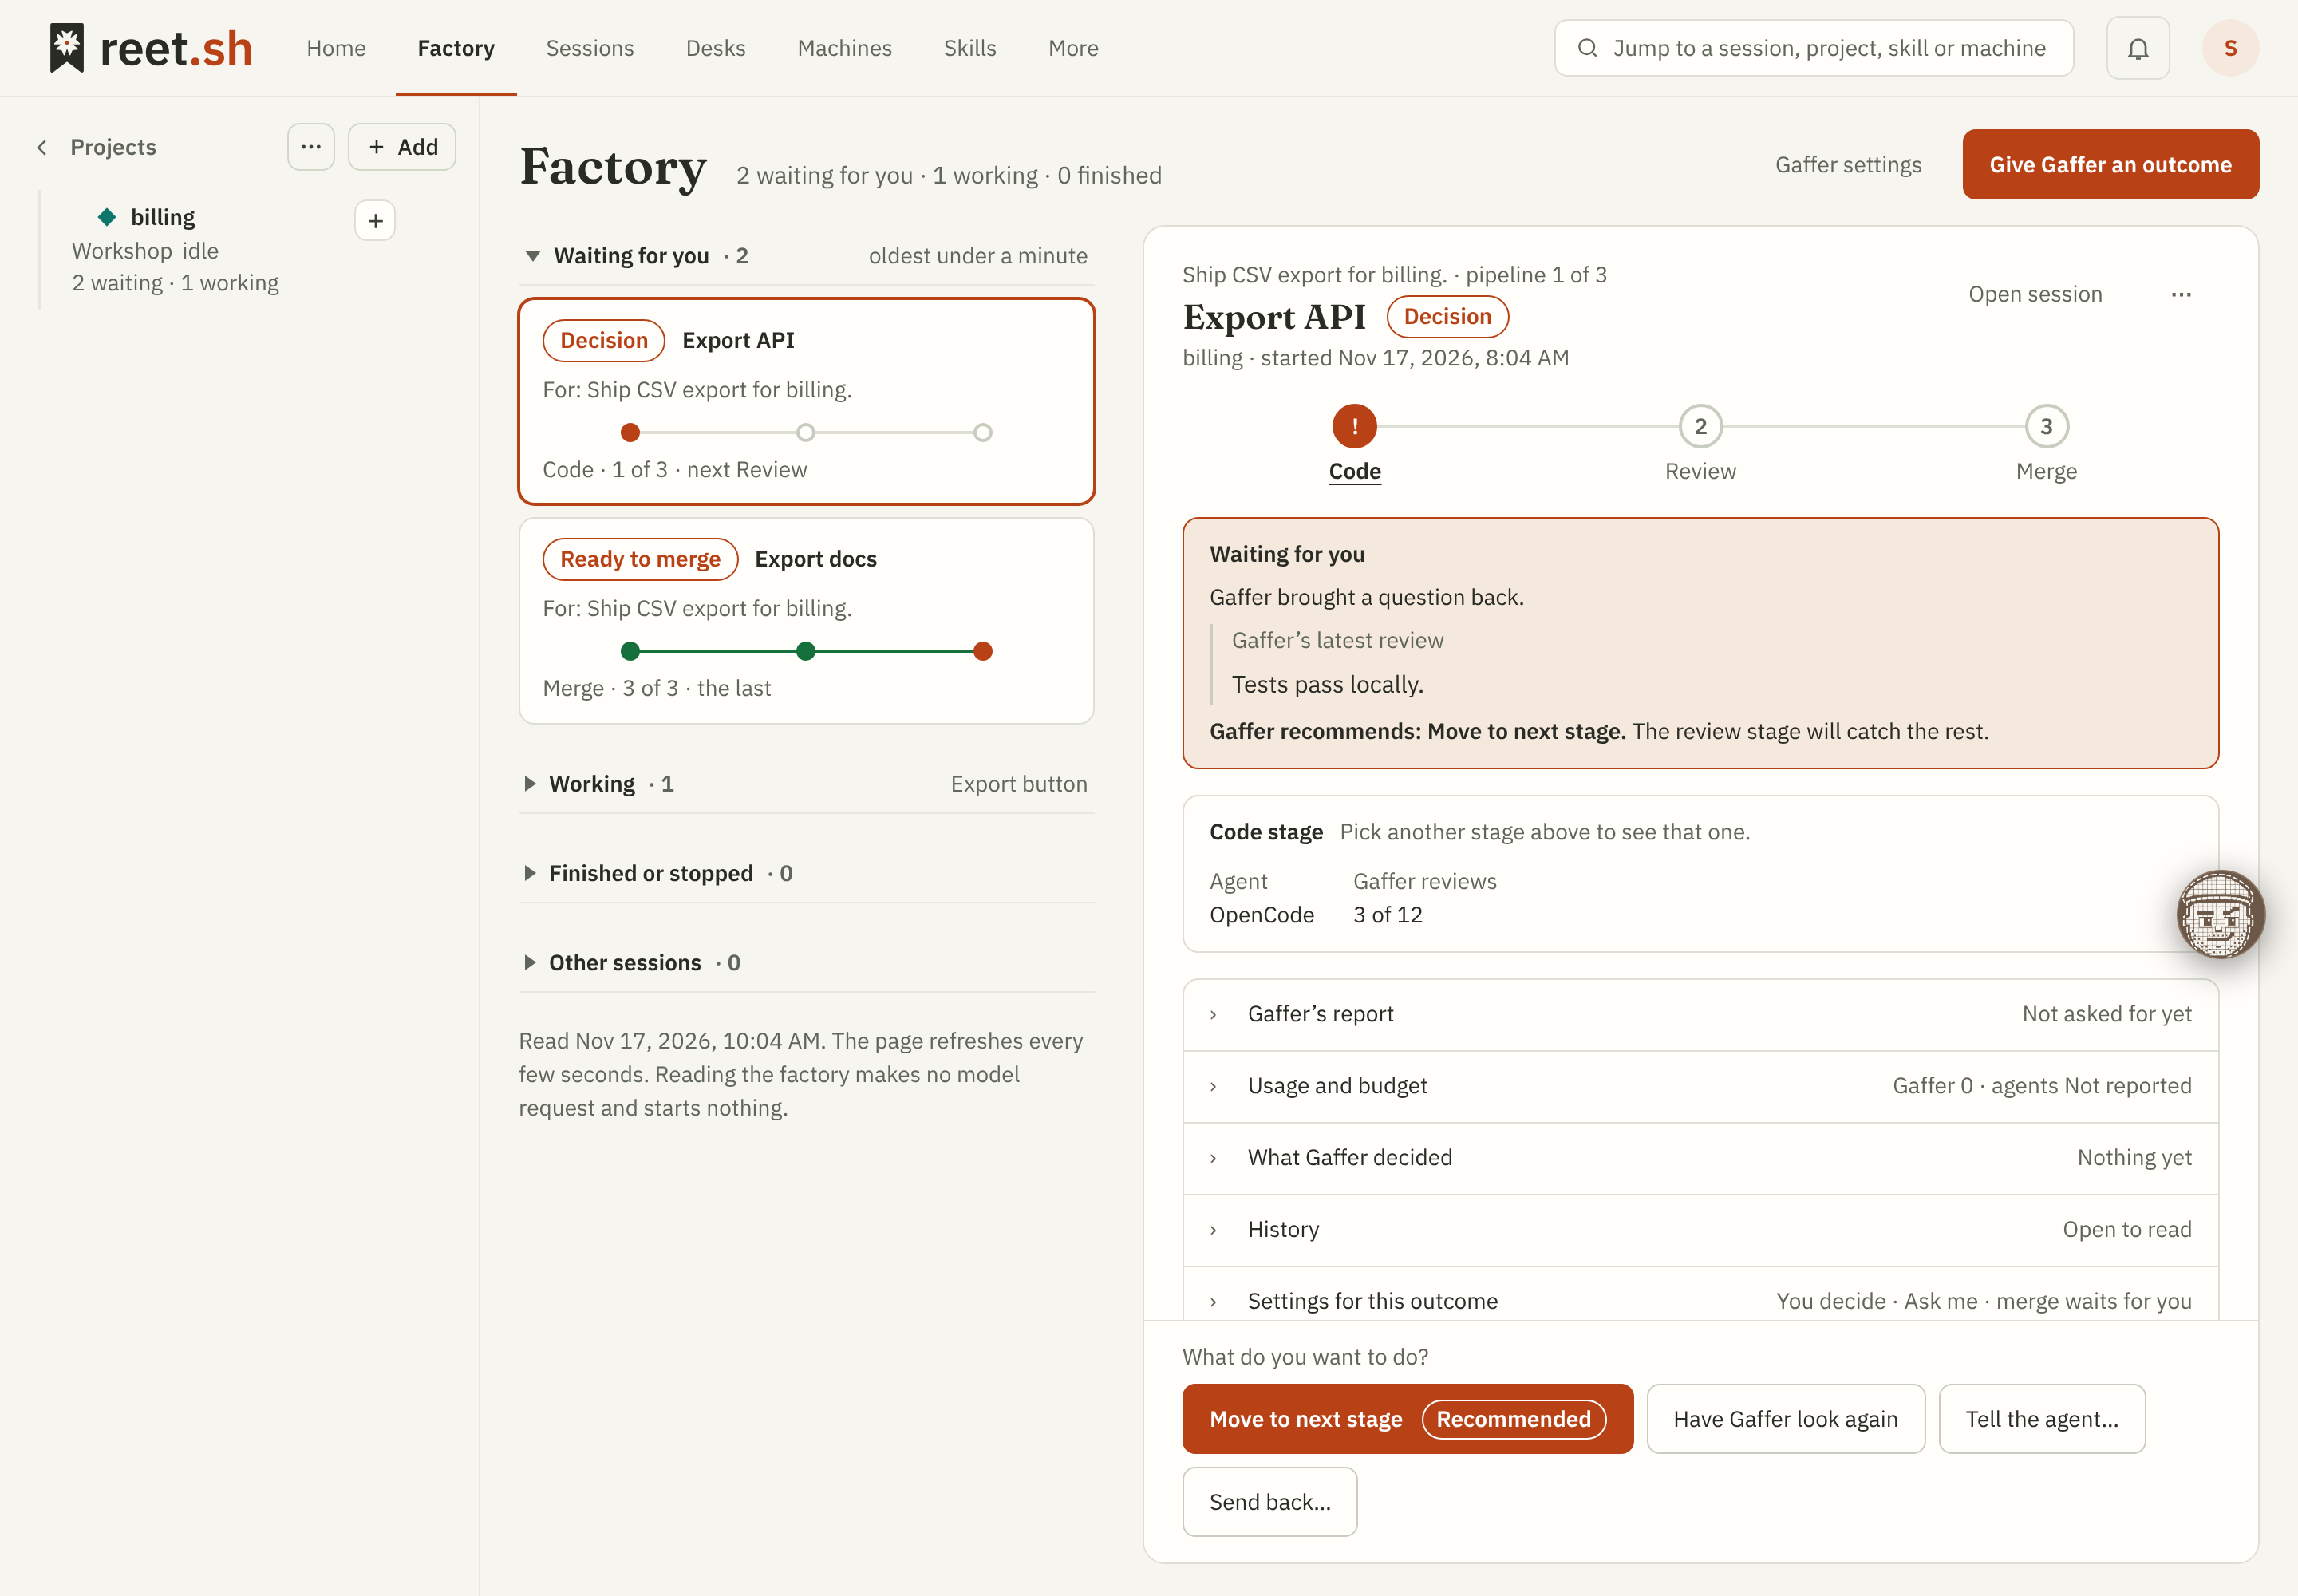 reet.sh
Home
Factory
Sessions
Desks
Machines
Skills
More
Jump to a session, project, skill or machine
S
Projects
Add
billing
Workshop idle
2 waiting · 1 working
Factory
2 waiting for you · 1 working · 0 finished
Gaffer settings
Give Gaffer an outcome
Waiting for you · 2
oldest under a minute
Decision
Export API
For: Ship CSV export for billing.
Code · 1 of 3 · next Review
Ready to merge
Export docs
For: Ship CSV export for billing.
Merge · 3 of 3 · the last
Working · 1
Export button
Finished or stopped · 0
Other sessions · 0
Read Nov 17, 2026, 10:04 AM. The page refreshes every
few seconds. Reading the factory makes no model
request and starts nothing.
Ship CSV export for billing. · pipeline 1 of 3
Export API
Decision
billing · started Nov 17, 2026, 8:04 AM
Open session
!
2
3
Code
Review
Merge
Waiting for you
Gaffer brought a question back.
Gaffer’s latest review
Tests pass locally.
Gaffer recommends: Move to next stage. The review stage will catch the rest.
Code stage Pick another stage above to see that one.
Agent
Gaffer reviews
OpenCode
3 of 12
Gaffer’s report
Not asked for yet
Usage and budget
Gaffer 0 · agents Not reported
What Gaffer decided
Nothing yet
History
Open to read
Settings for this outcome
You decide · Ask me · merge waits for you
What do you want to do?
Move to next stage
Recommended
Have Gaffer look again
Tell the agent…
Send back…